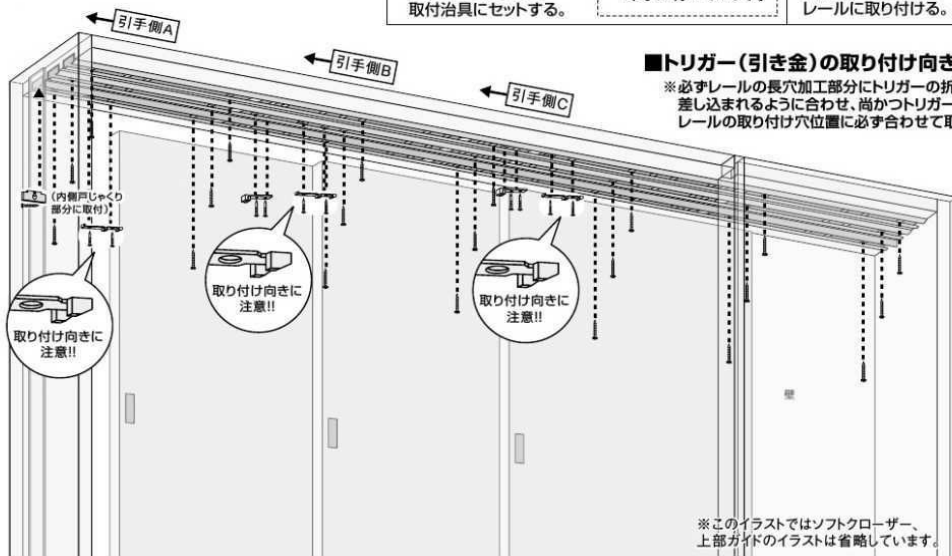 取付治具にセットする。
レールに取り付ける。
引手側A
引手側B
引手側C
■トリガー(引き金)の取り付け向き
※必ずレールの長穴加工部分にトリガーの折
差し込まれるように合わせ、尚かつトリガー
レールの取り付け穴位置に必ず合わせて取
(内側戸じゃくり
部分に取付)
取り付け向きに
注意!!
取り付け向きに
注意!!
取り付け向きに
注意!!
壁
※このイラストではソフトクローザー、
上部ガイドのイラストは省略しています。